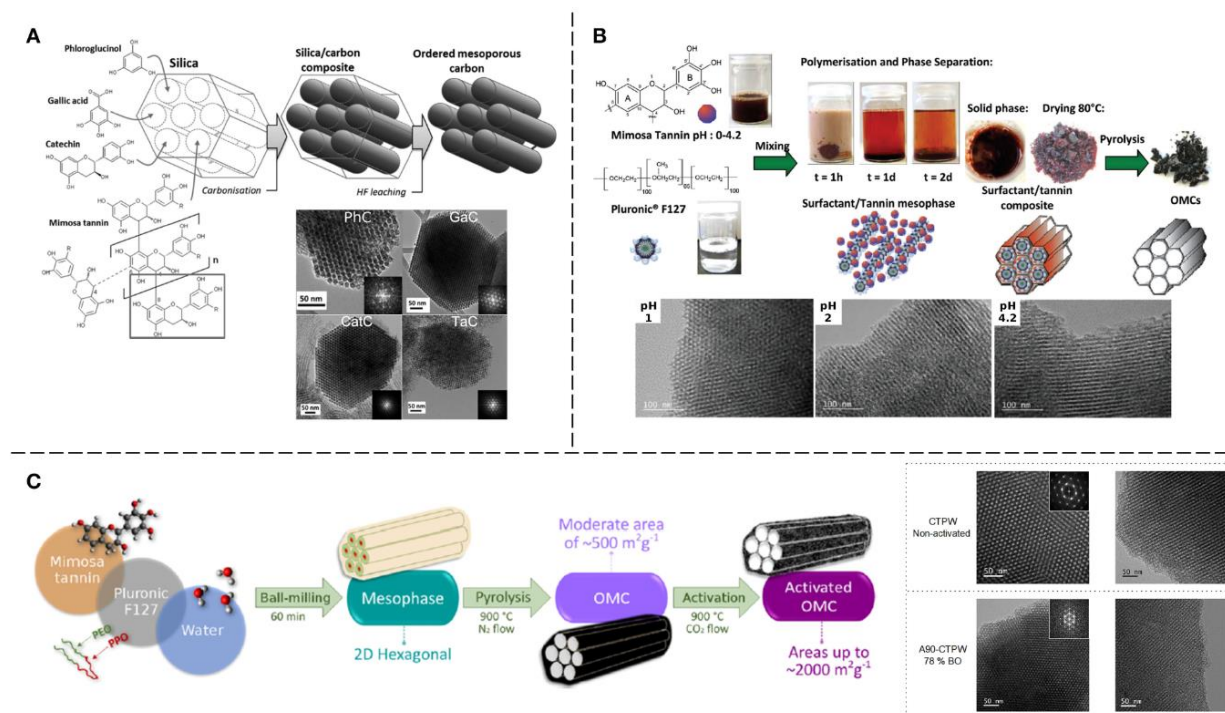 A
Phloroglucinol
Silica
Silica/carbon
composite
Ordered mesoporous
carbon
Gallic acid
Catechin
Carbonisation
HF leaching
Mimosa tannin
n
PhC
GaC
CatC
TaC
50 nm
50 nm
50 nm
50 nm
B
A
B
Mimosa Tannin pH : 0-4.2
Pluronic® F127
Mixing
Polymerisation and Phase Separation:
t = 1h
t = 1d
t = 2d
Surfactant/Tannin mesophase
Solid phase:
Drying 80°C:
Surfactant/tannin
composite
Pyrolysis
OMCs
pH
1
100 nm
pH
2
100 nm
pH
4.2
100 nm
C
Mimosa
tannin
Pluronic
F127
Water
PEG
PPO
Ball-milling
60 min
Mesophase
2D Hexagonal
Pyrolysis
900 °C
N₂ flow
Moderate area
of ~500 m²g⁻¹
OMC
Activation
900 °C
CO₂ flow
Activated
OMC
Areas up to
~2000 m²g⁻¹
CTPW
Non-activated
50 nm
50 nm
A90-CTPW
78 % BO
50 nm
50 nm